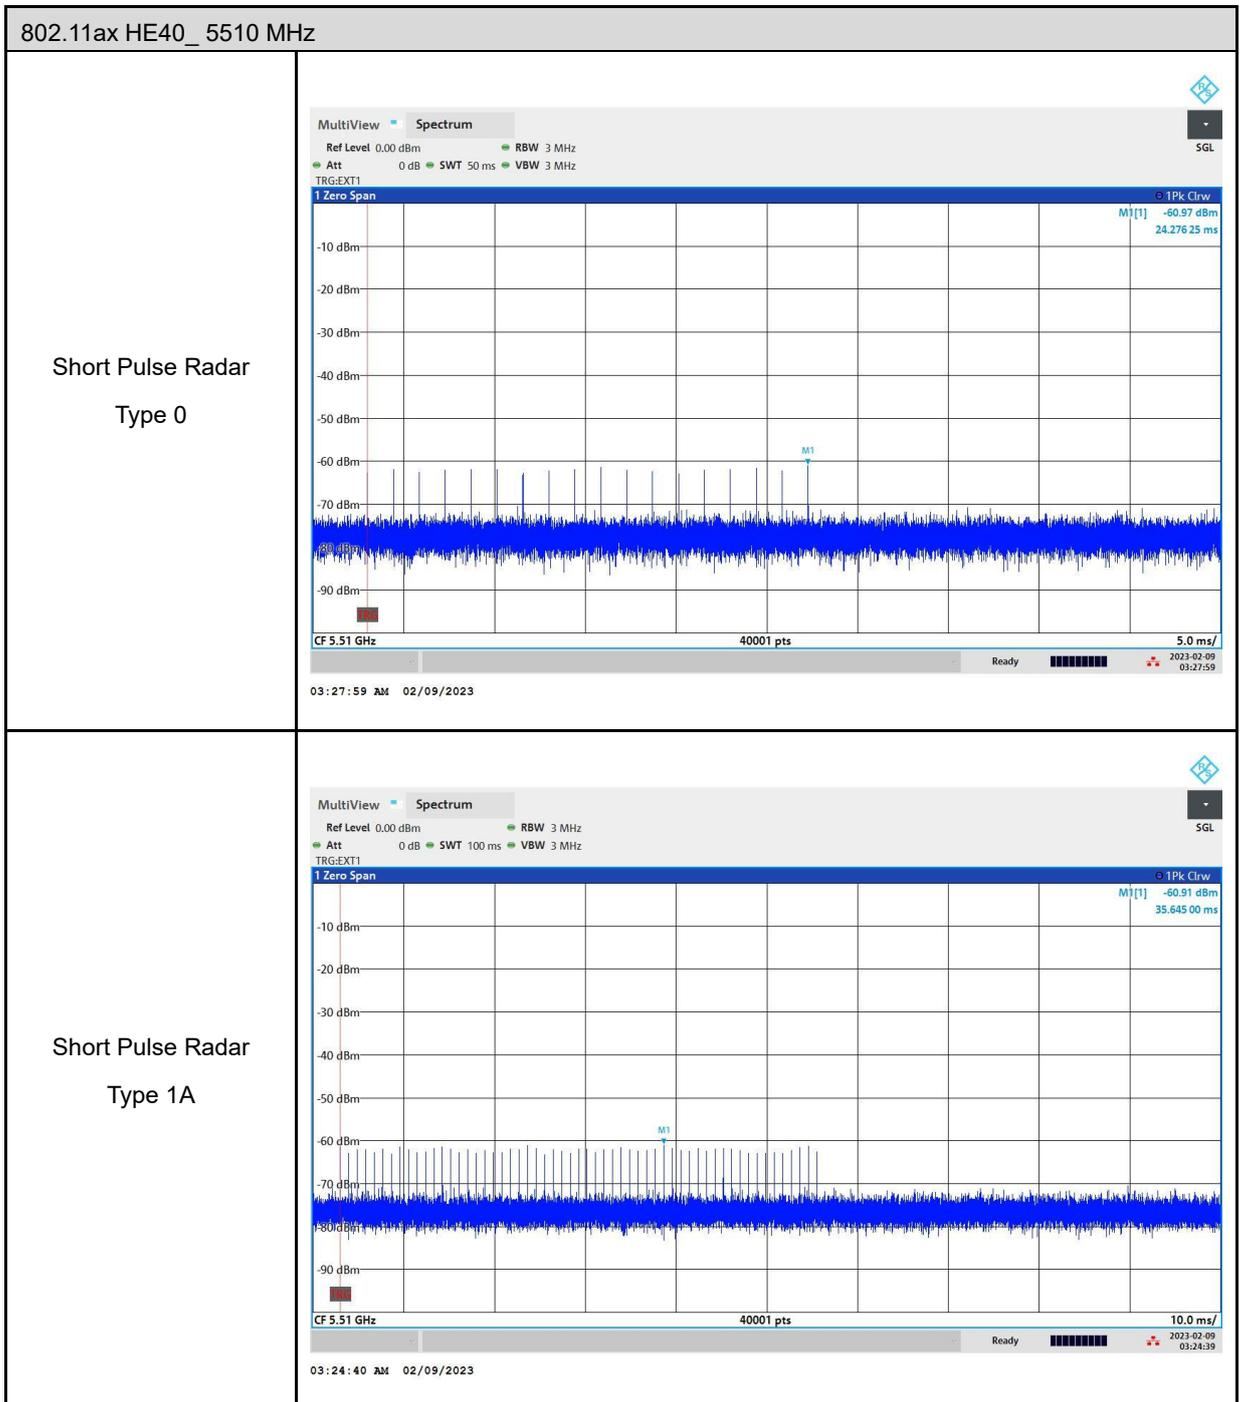 802.11ax HE40_ 5510 MHz
Short Pulse Radar
Type 0
R&S
MultiView Spectrum
Ref Level 0.00 dBm RBW 3 MHz
Att 0 dB SWT 50 ms VBW 3 MHz
SGL
TRG:EXT1
1 Zero Span 1Pk Clrw
M1[1] -60.97 dBm
24.276 25 ms
-10 dBm
-20 dBm
-30 dBm
-40 dBm
-50 dBm
M1
-60 dBm
-70 dBm
-80 dBm
-90 dBm
TRG
CF 5.51 GHz 40001 pts 5.0 ms/
Ready 2023-02-09
03:27:59
03:27:59 AM 02/09/2023
Short Pulse Radar
Type 1A
R&S
MultiView Spectrum
Ref Level 0.00 dBm RBW 3 MHz
Att 0 dB SWT 100 ms VBW 3 MHz
SGL
TRG:EXT1
1 Zero Span 1Pk Clrw
M1[1] -60.91 dBm
35.645 00 ms
-10 dBm
-20 dBm
-30 dBm
-40 dBm
-50 dBm
M1
-60 dBm
-70 dBm
-80 dBm
-90 dBm
TRG
CF 5.51 GHz 40001 pts 10.0 ms/
Ready 2023-02-09
03:24:39
03:24:40 AM 02/09/2023